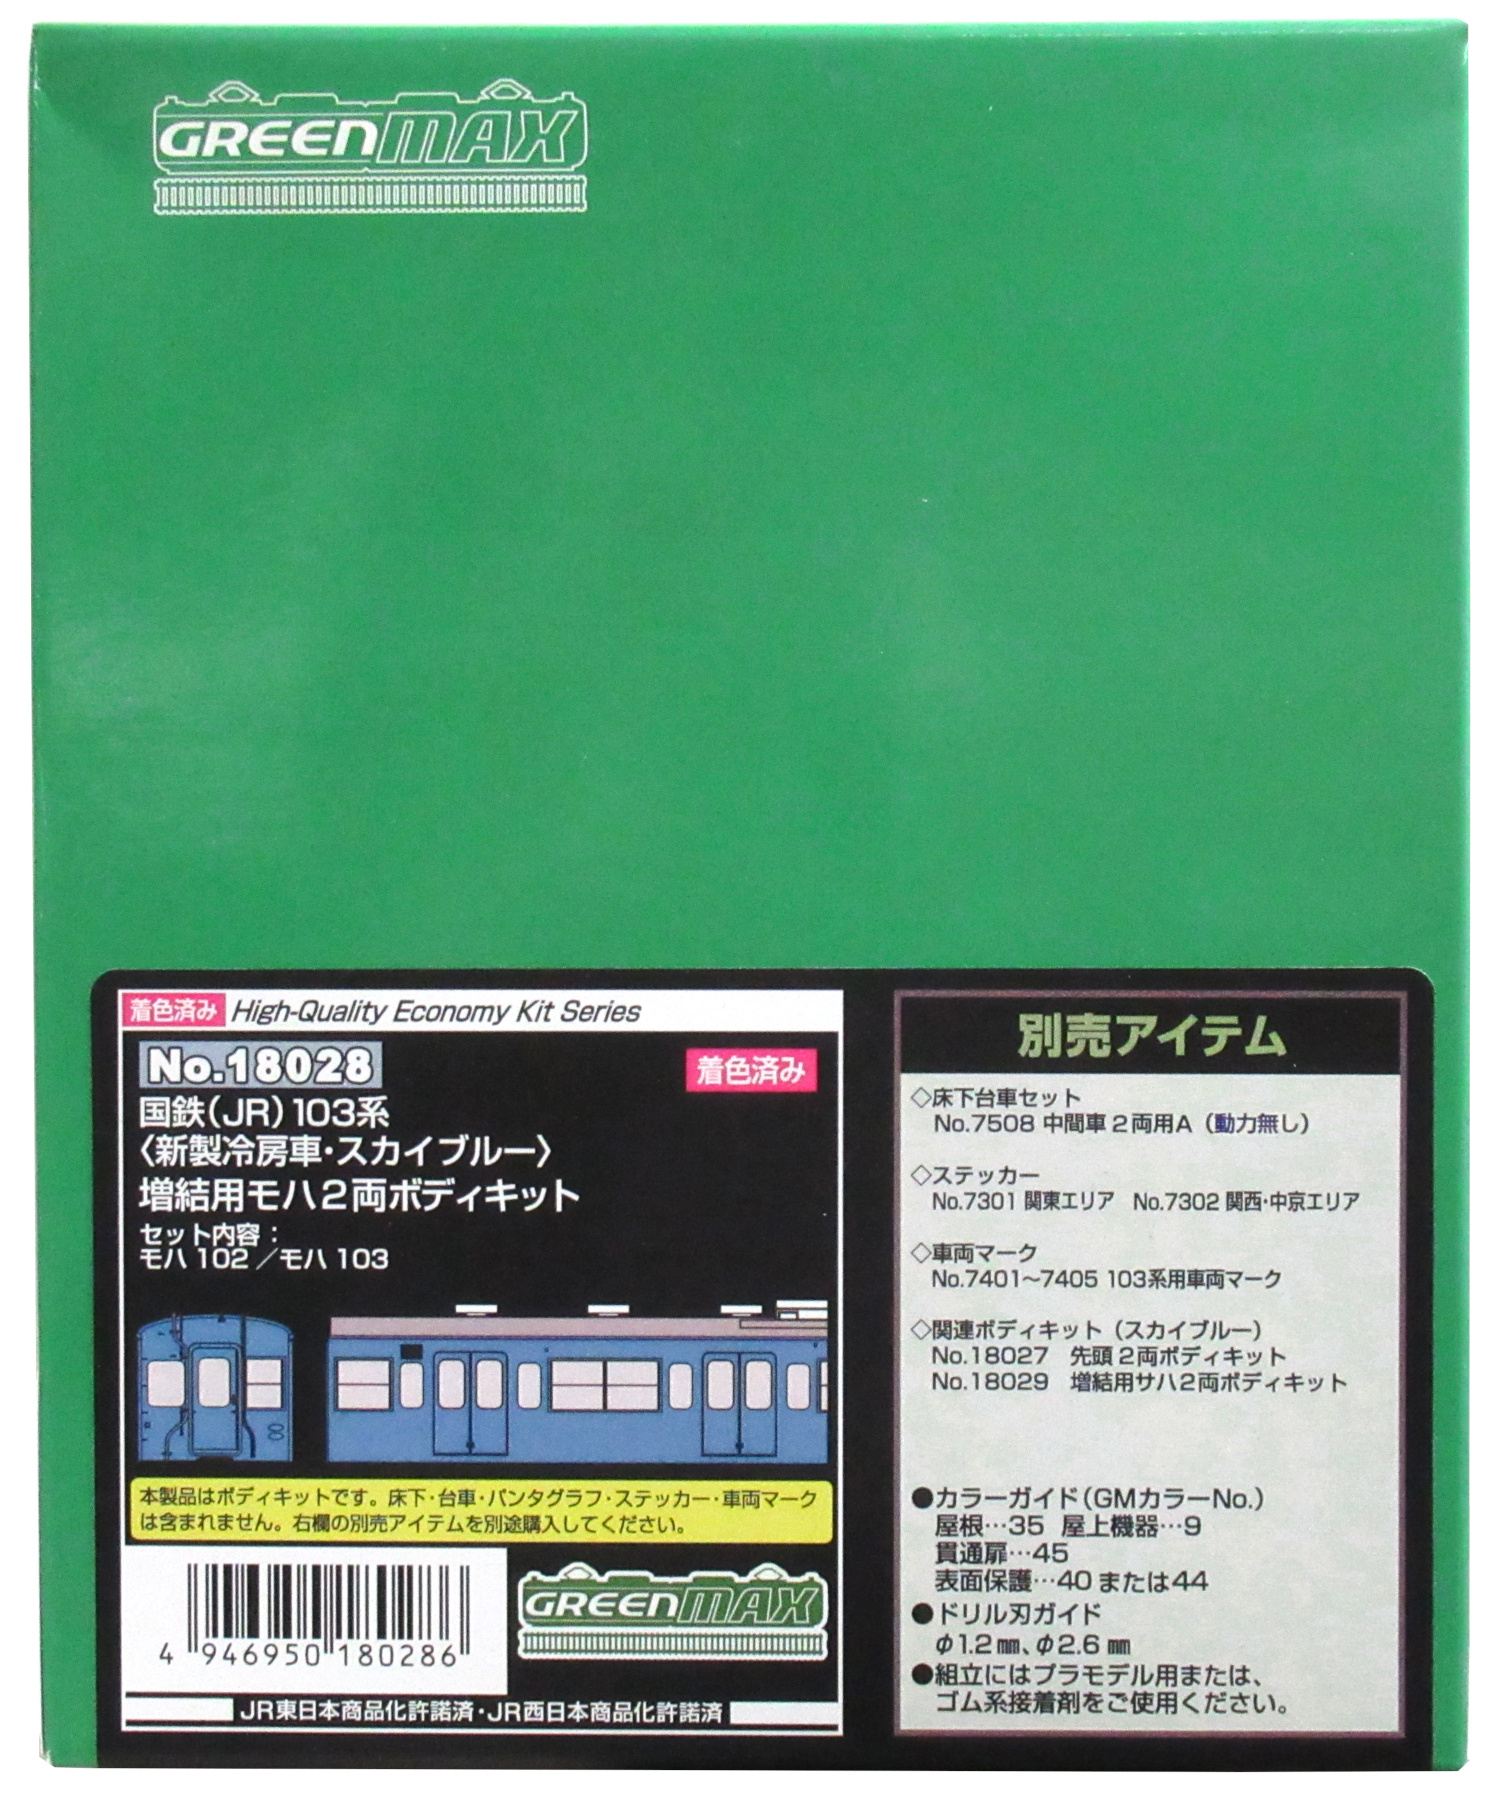 GREENMAX
着色済み High-Quality Economy Kit Series
No.18028
着色済み
国鉄(JR)103系
〈新製冷房車・スカイブルー〉
増結用モハ2両ボディキット
セット内容：
モハ102／モハ103
本製品はボディキットです。床下・台車・パンタグラフ・ステッカー・車両マーク
は含まれません。右欄の別売アイテムを別途購入してください。
4 946950 180286
GREENMAX
JR東日本商品化許諾済・JR西日本商品化許諾済
別売アイテム
◇床下台車セット
No.7508 中間車2両用A（動力無し）
◇ステッカー
No.7301 関東エリア　No.7302 関西・中京エリア
◇車両マーク
No.7401～7405 103系用車両マーク
◇関連ボディキット（スカイブルー）
No.18027　先頭2両ボディキット
No.18029　増結用サハ2両ボディキット
●カラーガイド（GMカラーNo.）
屋根…35 屋上機器…9
貫通扉…45
表面保護…40または44
●ドリル刃ガイド
φ1.2㎜、φ2.6㎜
●組立にはプラモデル用または、
ゴム系接着剤をご使用ください。